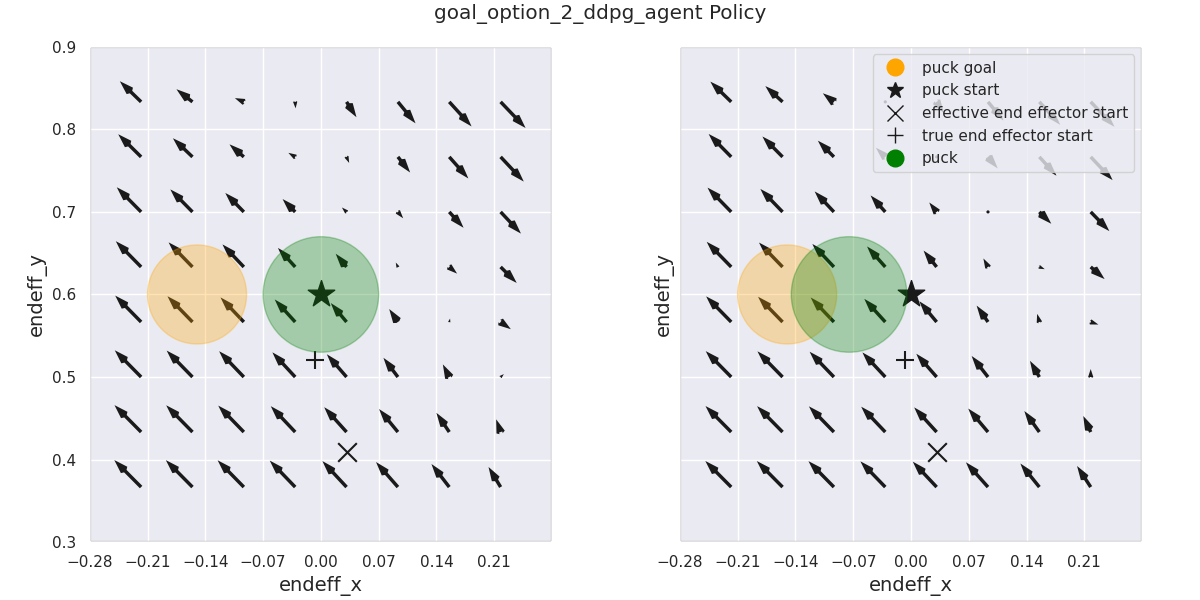 goal_option_2_ddpg_agent Policy
0.9
0.8
0.7
0.6
0.5
0.4
0.3
endeff_y
−0.28 −0.21 −0.14 −0.07 0.00 0.07 0.14 0.21
endeff_x
puck goal
puck start
effective end effector start
true end effector start
puck
endeff_y
−0.28 −0.21 −0.14 −0.07 0.00 0.07 0.14 0.21
endeff_x